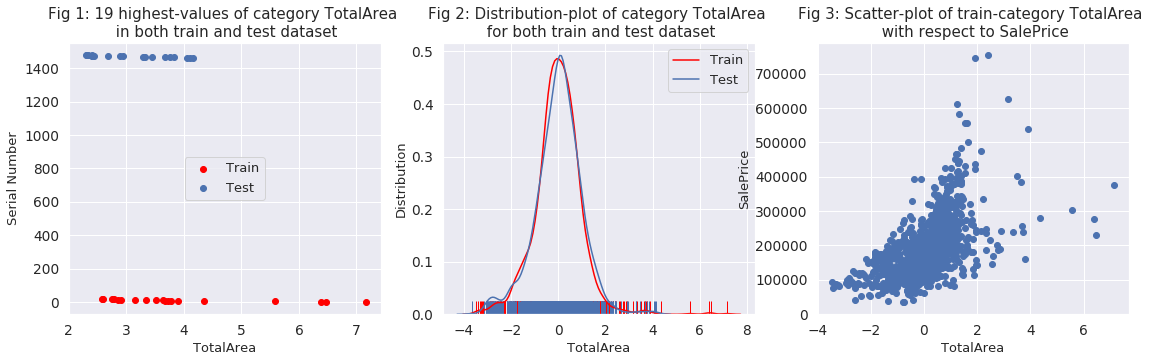 Fig 1: 19 highest-values of category TotalArea
in both train and test dataset
1400
1200
1000
800
600
400
200
0
Serial Number
Train
Test
2 3 4 5 6 7
TotalArea
Fig 2: Distribution-plot of category TotalArea
for both train and test dataset
0.5
0.4
0.3
0.2
0.1
0.0
Distribution
Train
Test
−4 −2 0 2 4 6 8
TotalArea
Fig 3: Scatter-plot of train-category TotalArea
with respect to SalePrice
700000
600000
500000
400000
300000
200000
100000
0
SalePrice
−4 −2 0 2 4 6
TotalArea